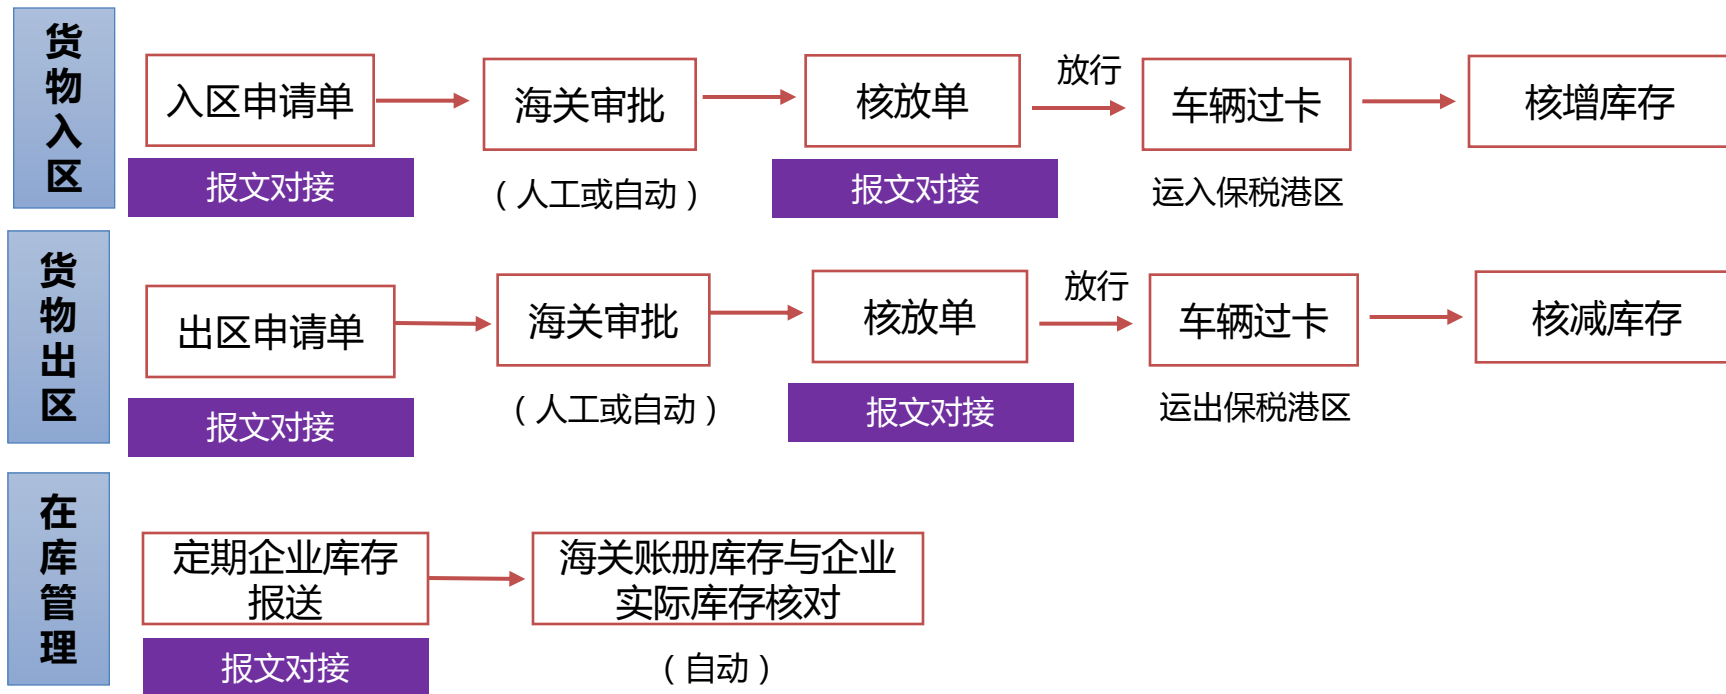 货物入区
入区申请单
海关审批
核放单
放行
车辆过卡
核增库存
报文对接
（人工或自动）
报文对接
运入保税港区
货物出区
出区申请单
海关审批
核放单
放行
车辆过卡
核减库存
报文对接
（人工或自动）
报文对接
运出保税港区
在库管理
定期企业库存
报送
海关账册库存与企业
实际库存核对
报文对接
（自动）